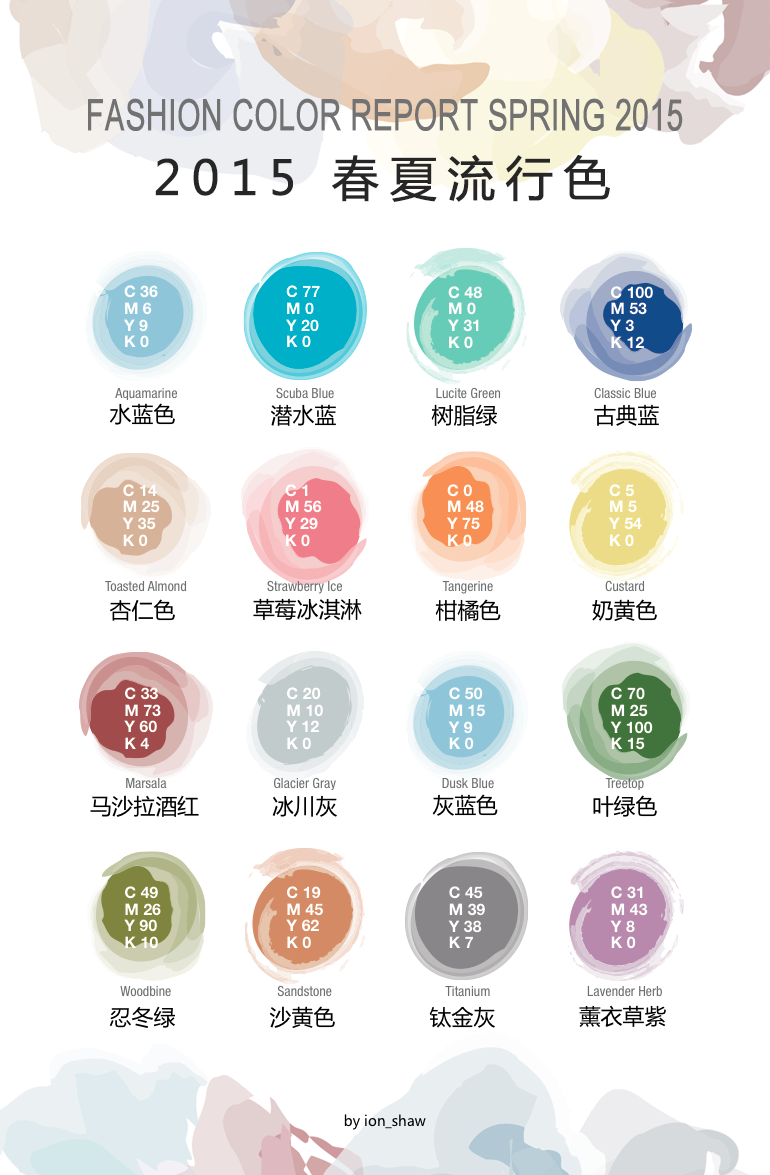 FASHION COLOR REPORT SPRING 2015
2015 春夏流行色
C 36
M 6
Y 9
K 0
Aquamarine
水蓝色
C 77
M 0
Y 20
K 0
Scuba Blue
潜水蓝
C 48
M 0
Y 31
K 0
Lucite Green
树脂绿
C 100
M 53
Y 3
K 12
Classic Blue
古典蓝
C 14
M 25
Y 35
K 0
Toasted Almond
杏仁色
C 1
M 56
Y 29
K 0
Strawberry Ice
草莓冰淇淋
C 0
M 48
Y 75
K 0
Tangerine
柑橘色
C 5
M 5
Y 54
K 0
Custard
奶黄色
C 33
M 73
Y 60
K 4
Marsala
马沙拉酒红
C 20
M 10
Y 12
K 0
Glacier Gray
冰川灰
C 50
M 15
Y 9
K 0
Dusk Blue
灰蓝色
C 70
M 25
Y 100
K 15
Treetop
叶绿色
C 49
M 26
Y 90
K 10
Woodbine
忍冬绿
C 19
M 45
Y 62
K 0
Sandstone
沙黄色
C 45
M 39
Y 38
K 7
Titanium
钛金灰
C 31
M 43
Y 8
K 0
Lavender Herb
薰衣草紫
by ion_shaw